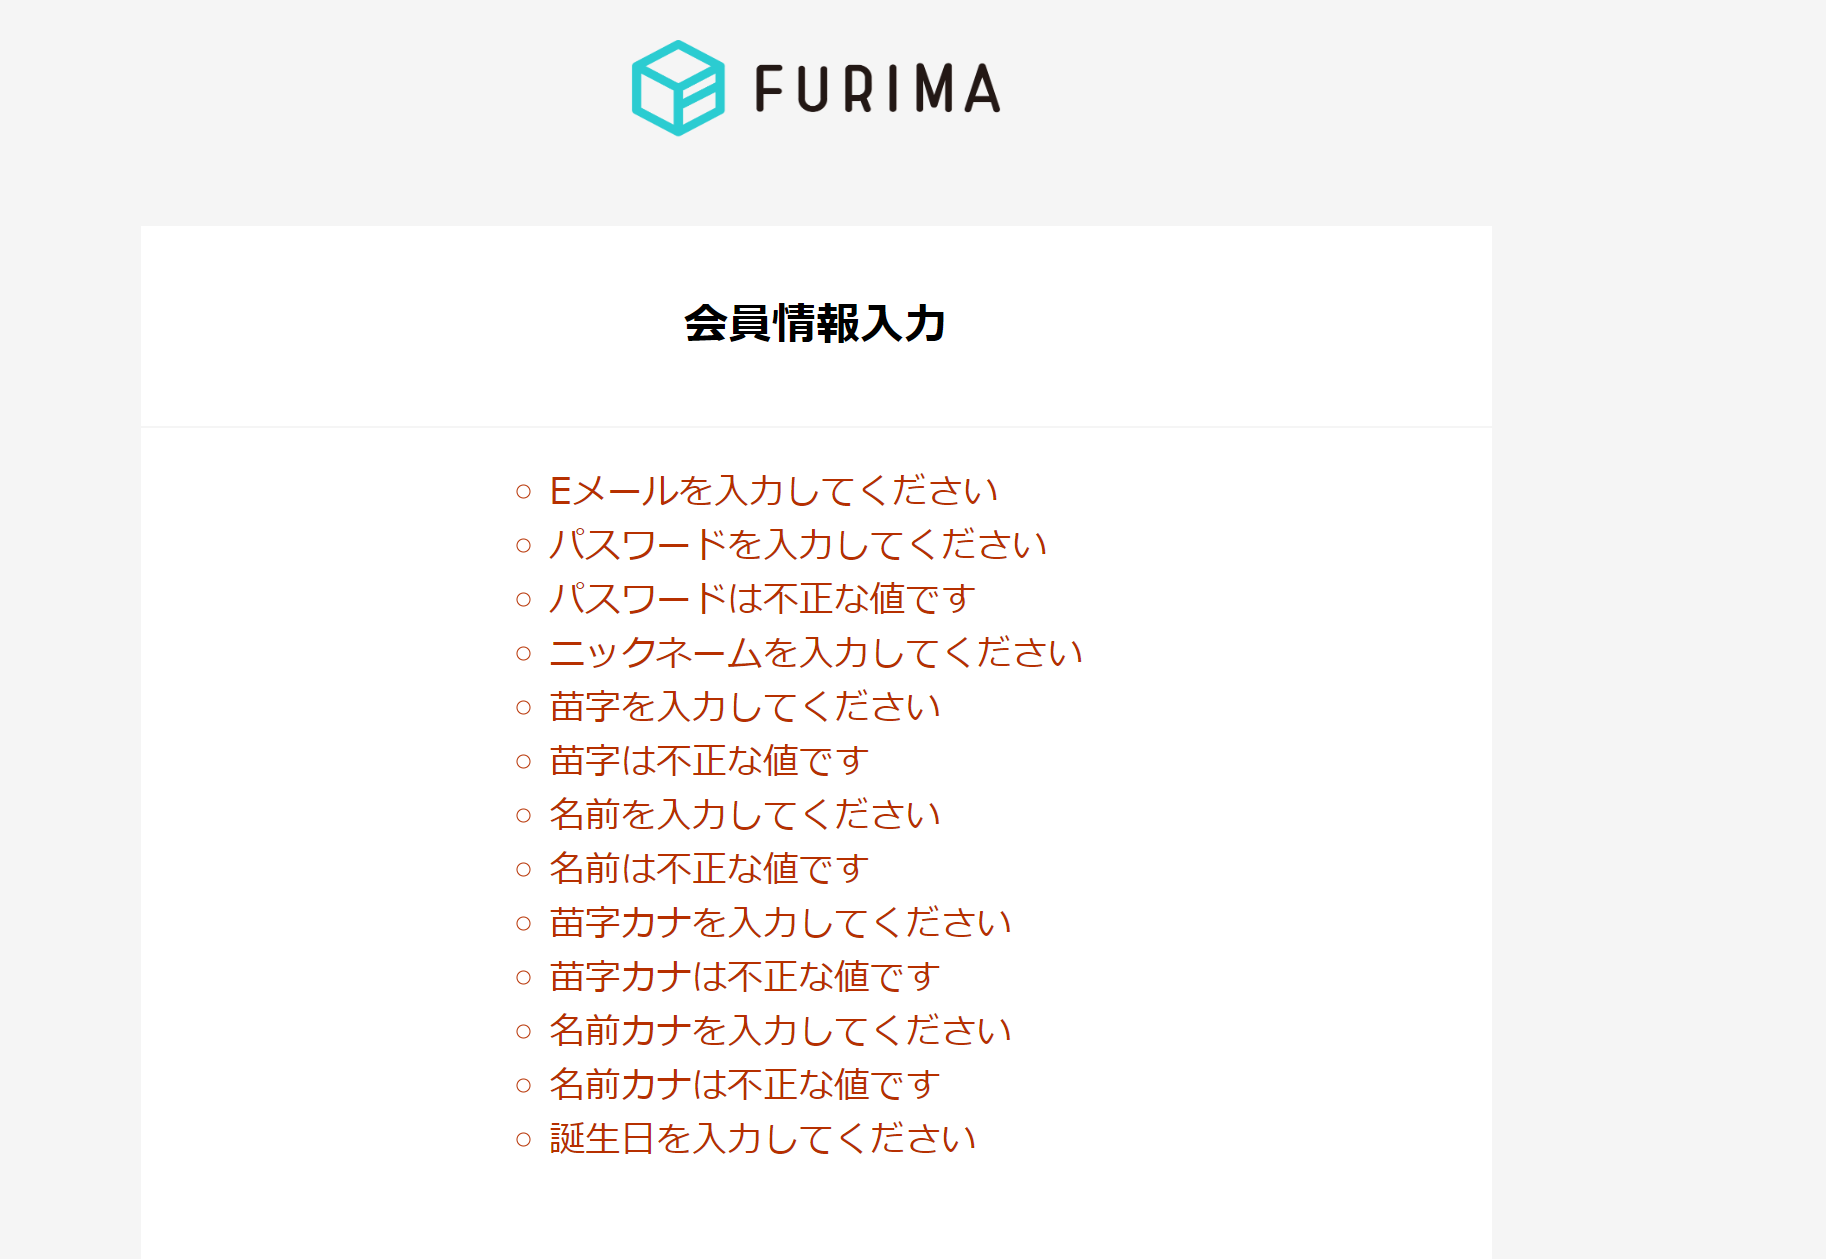 FURIMA
会員情報入力
Eメールを入力してください
パスワードを入力してください
パスワードは不正な値です
ニックネームを入力してください
苗字を入力してください
苗字は不正な値です
名前を入力してください
名前は不正な値です
苗字カナを入力してください
苗字カナは不正な値です
名前カナを入力してください
名前カナは不正な値です
誕生日を入力してください